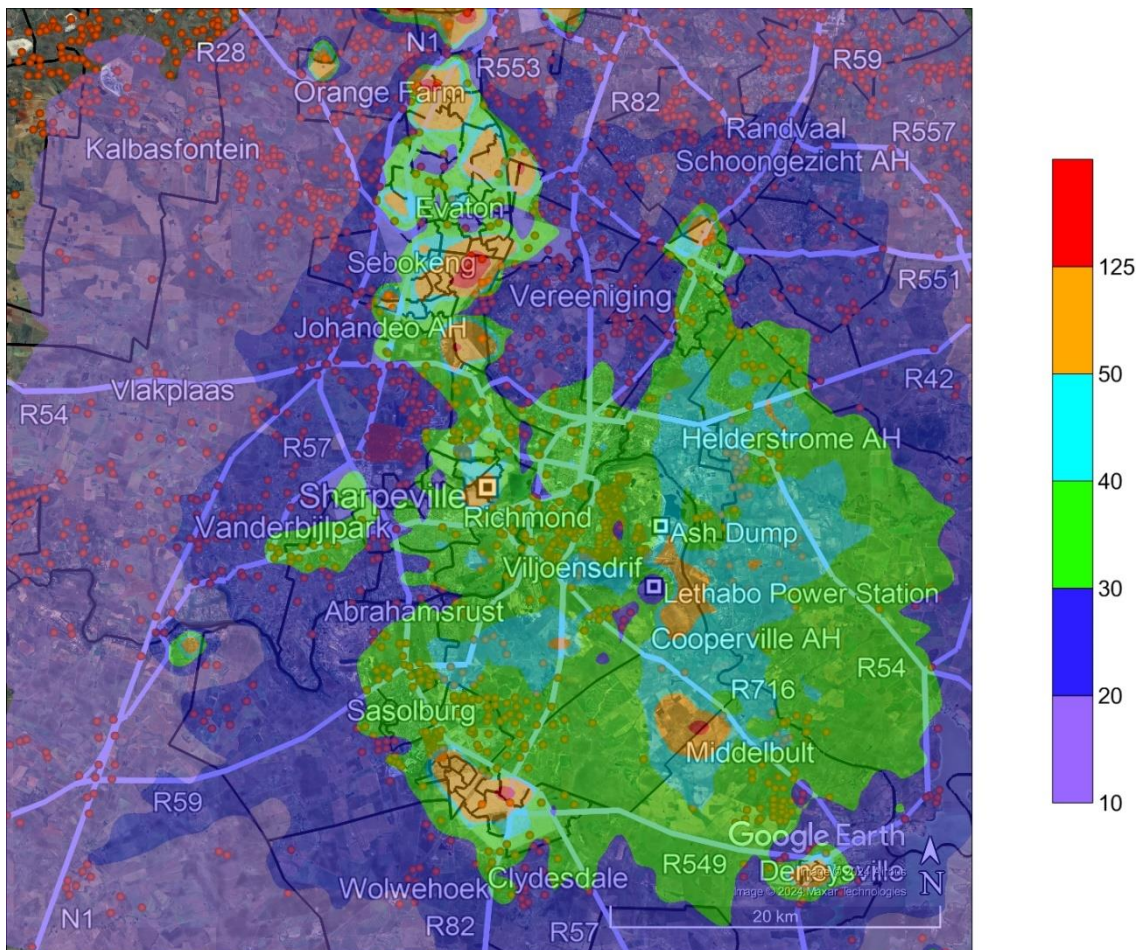 R28
N1
R553
R59
Orange Farm
R82
Randvaal
R557
Kalbasfontein
Schoongezicht AH
Evaton
Sebokeng
R551
Vereeniging
Johandeo AH
Vlakplaas
R42
R54
R57
Helderstrome AH
Sharpeville
Richmond
Vanderbijlpark
Ash Dump
Viljoensdrif
Lethabo Power Station
Abrahamsrust
Cooperville AH
R54
R716
Sasolburg
Middelbult
R59
Google Earth
R549
Deneysville
Image © 2024 Airbus
Wolwehoek
Clydesdale
Image © 2024 Maxar Technologies
N
N1
R82
R57
20 km
125
50
40
30
20
10